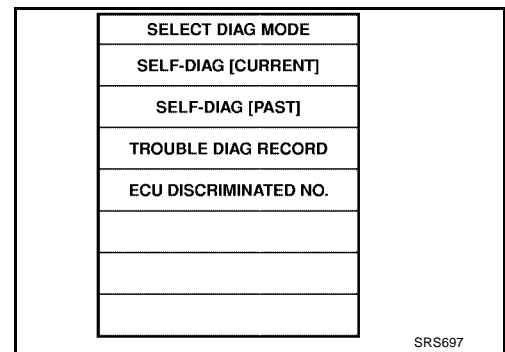 SELECT DIAG MODE
SELF-DIAG [CURRENT]
SELF-DIAG [PAST]
TROUBLE DIAG RECORD
ECU DISCRIMINATED NO.
SRS697